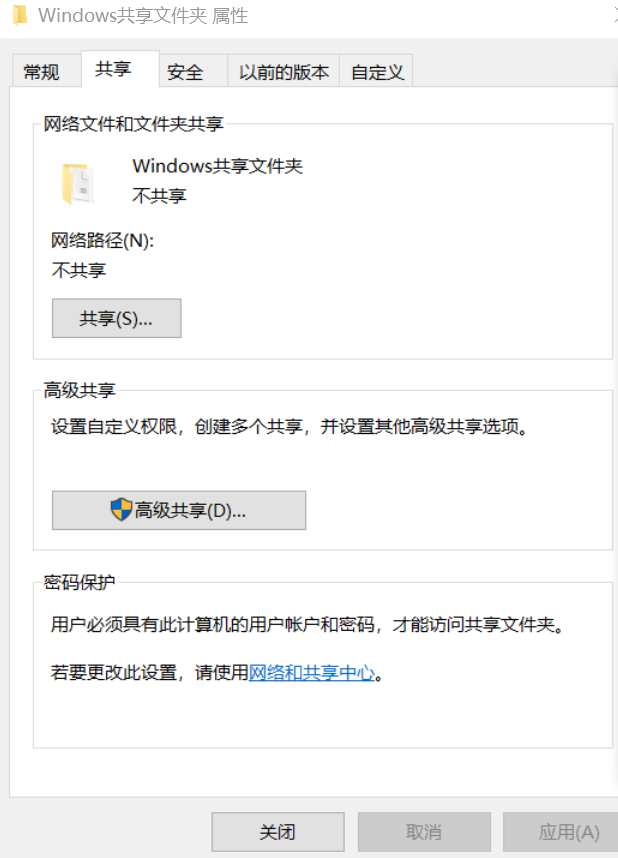 Windows共享文件夹 属性
常规 共享 安全 以前的版本 自定义
网络文件和文件夹共享
Windows共享文件夹
不共享
网络路径(N):
不共享
共享(S)...
高级共享
设置自定义权限，创建多个共享，并设置其他高级共享选项。
高级共享(D)...
密码保护
用户必须具有此计算机的用户帐户和密码，才能访问共享文件夹。
若要更改此设置，请使用网络和共享中心。
关闭 取消 应用(A)